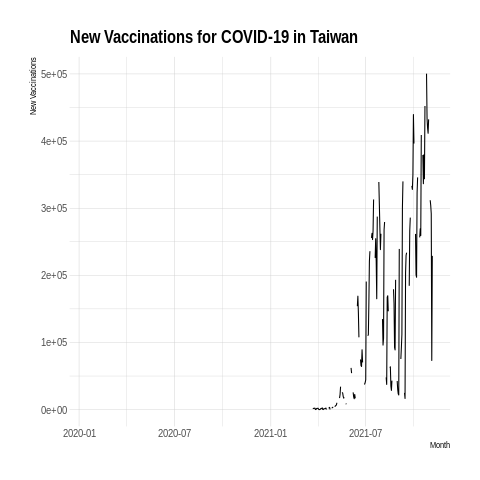 New Vaccinations for COVID-19 in Taiwan
New Vaccinations
5e+05
4e+05
3e+05
2e+05
1e+05
0e+00
2020-01 2020-07 2021-01 2021-07
Month